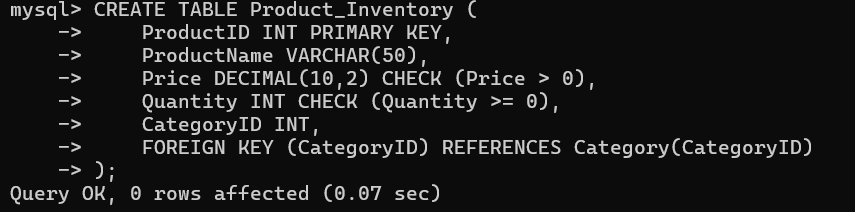 mysql> CREATE TABLE Product_Inventory (
    ->     ProductID INT PRIMARY KEY,
    ->     ProductName VARCHAR(50),
    ->     Price DECIMAL(10,2) CHECK (Price > 0),
    ->     Quantity INT CHECK (Quantity >= 0),
    ->     CategoryID INT,
    ->     FOREIGN KEY (CategoryID) REFERENCES Category(CategoryID)
    -> );
Query OK, 0 rows affected (0.07 sec)